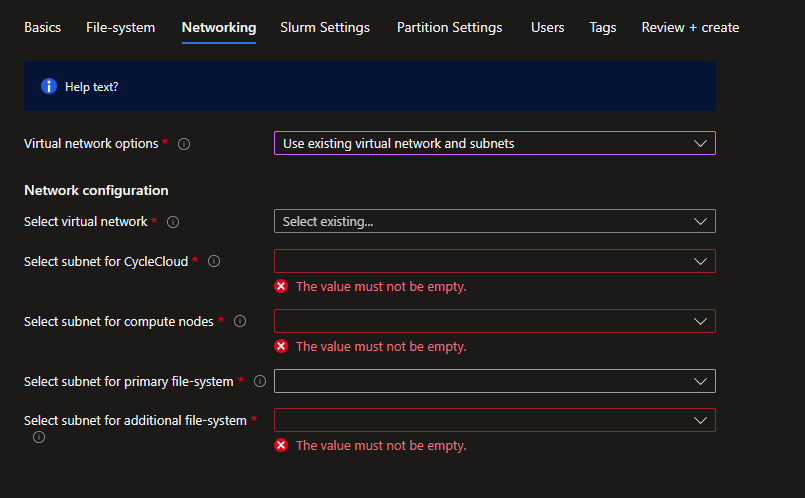 Basics File-system Networking Slurm Settings Partition Settings Users Tags Review + create
Help text?
Virtual network options * Use existing virtual network and subnets
Network configuration
Select virtual network * Select existing...
Select subnet for CycleCloud *
The value must not be empty.
Select subnet for compute nodes *
The value must not be empty.
Select subnet for primary file-system *
Select subnet for additional file-system *
The value must not be empty.